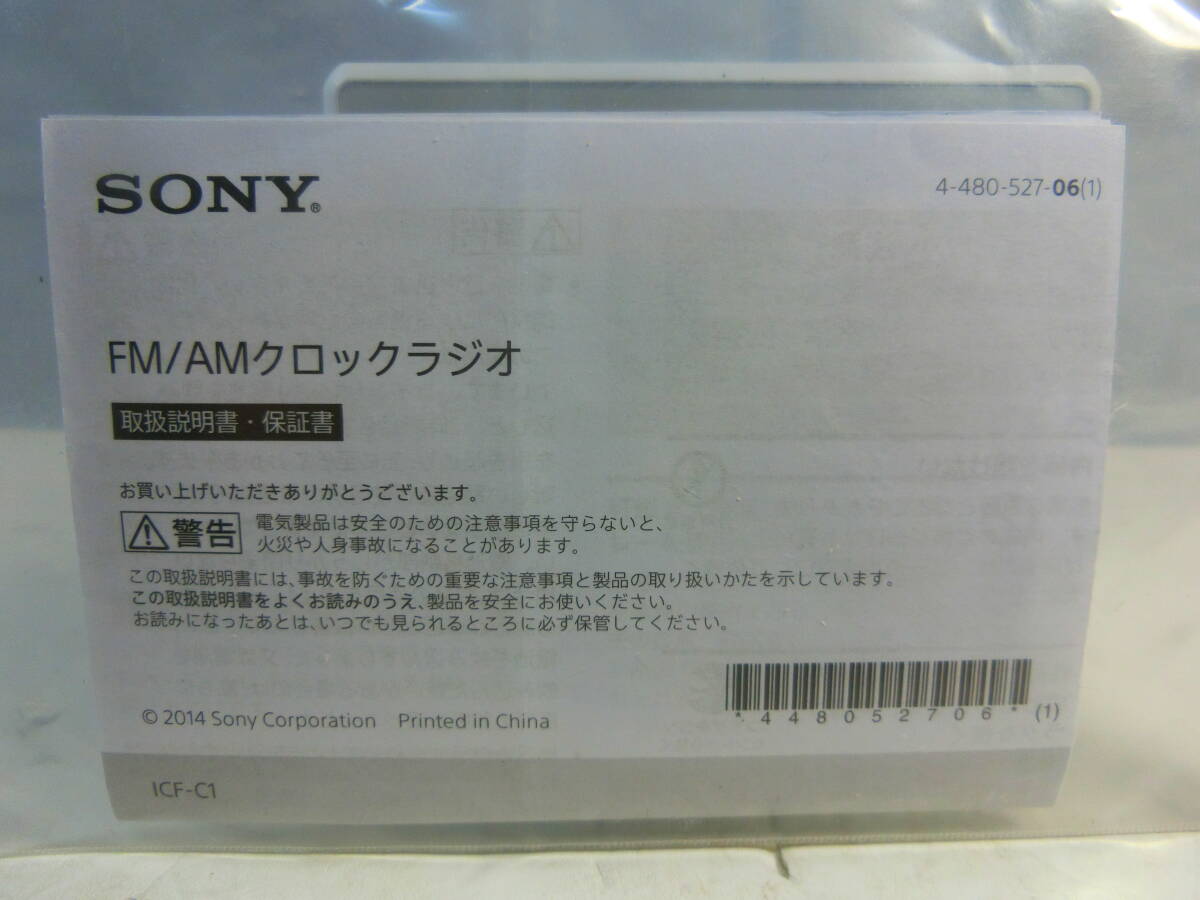 SONY®
4-480-527-06(1)
FM/AMクロックラジオ
取扱説明書・保証書
お買い上げいただきありがとうございます。
警告
電気製品は安全のための注意事項を守らないと、
火災や人身事故になることがあります。
この取扱説明書には、事故を防ぐための重要な注意事項と製品の取り扱いかたを示しています。
この取扱説明書をよくお読みのうえ、製品を安全にお使いください。
お読みになったあとは、いつでも見られるところに必ず保管してください。
© 2014 Sony Corporation Printed in China
*448052706* (1)
ICF-C1